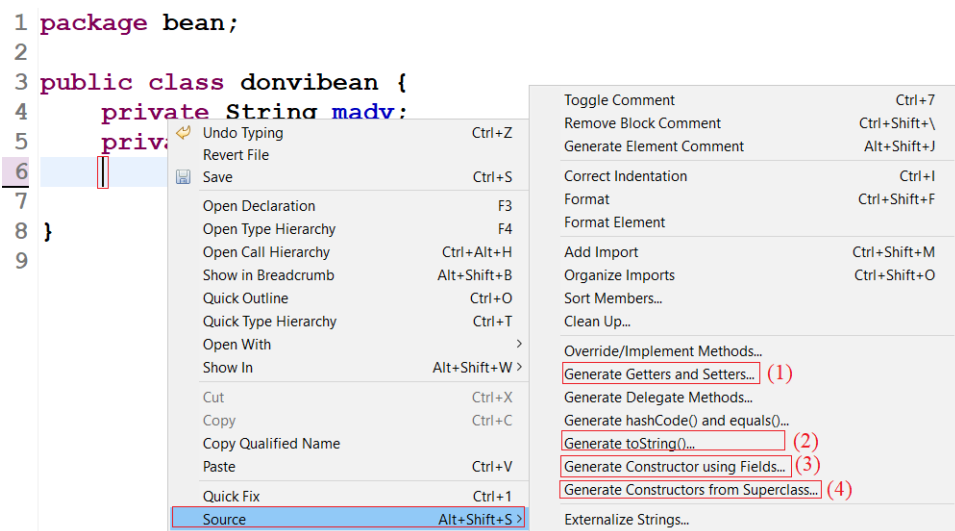 1 package bean;
2
3 public class donvibean {
4 private String madv;
5 priva
6
7
8 }
9
Undo Typing Ctrl+Z
Revert File
Save Ctrl+S
Open Declaration F3
Open Type Hierarchy F4
Open Call Hierarchy Ctrl+Alt+H
Show in Breadcrumb Alt+Shift+B
Quick Outline Ctrl+O
Quick Type Hierarchy Ctrl+T
Open With >
Show In Alt+Shift+W >
Cut Ctrl+X
Copy Ctrl+C
Copy Qualified Name
Paste Ctrl+V
Quick Fix Ctrl+1
Source Alt+Shift+S >
Toggle Comment Ctrl+7
Remove Block Comment Ctrl+Shift+\
Generate Element Comment Alt+Shift+J
Correct Indentation Ctrl+I
Format Ctrl+Shift+F
Format Element
Add Import Ctrl+Shift+M
Organize Imports Ctrl+Shift+O
Sort Members...
Clean Up...
Override/Implement Methods...
Generate Getters and Setters... (1)
Generate Delegate Methods...
Generate hashCode() and equals()...
Generate toString()... (2)
Generate Constructor using Fields... (3)
Generate Constructors from Superclass... (4)
Externalize Strings...